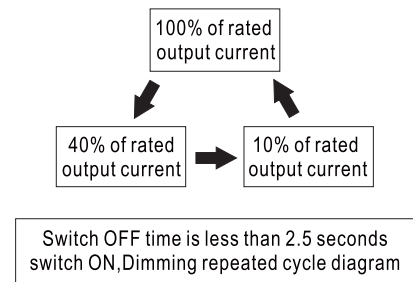 100% of rated
output current
40% of rated
output current
10% of rated
output current
Switch OFF time is less than 2.5 seconds
switch ON,Dimming repeated cycle diagram